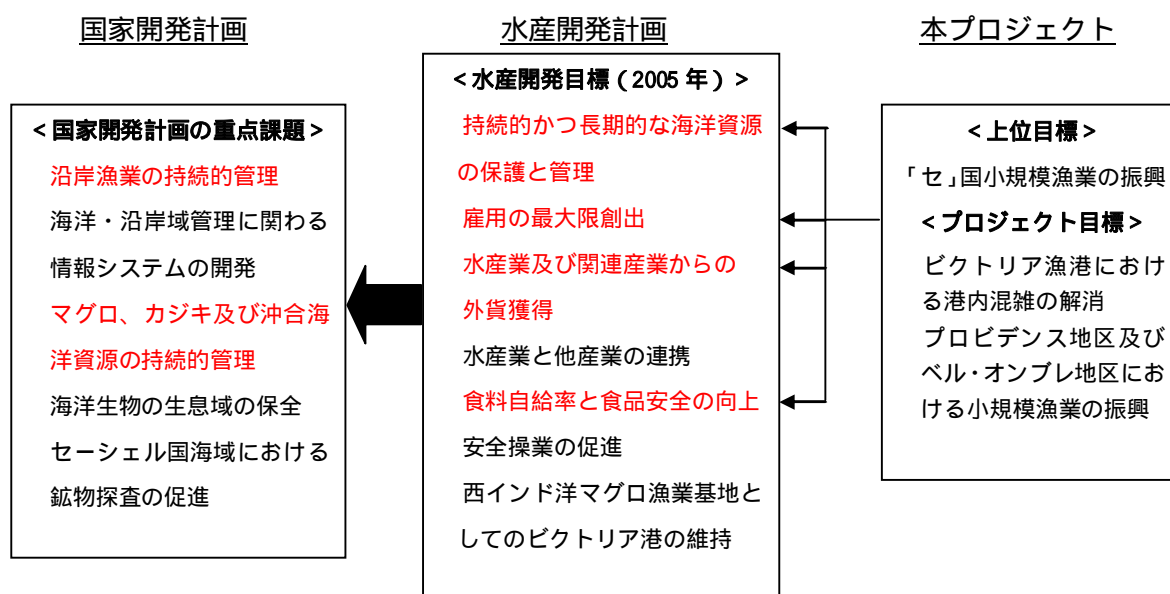 国家開発計画
水産開発計画
本プロジェクト
<国家開発計画の重点課題>
沿岸漁業の持続的管理
海洋・沿岸域管理に関わる
情報システムの開発
マグロ、カジキ及び沖合海
洋資源の持続的管理
海洋生物の生息域の保全
セーシェル国海域における
鉱物探査の促進
<水産開発目標(2005 年)>
持続的かつ長期的な海洋資源
の保護と管理
雇用の最大限創出
水産業及び関連産業からの
外貨獲得
水産業と他産業の連携
食料自給率と食品安全の向上
安全操業の促進
西インド洋マグロ漁業基地と
してのビクトリア港の維持
<上位目標>
「セ」国小規模漁業の振興
<プロジェクト目標>
ビクトリア漁港におけ
る港内混雑の解消
プロビデンス地区及び
ベル・オンブレ地区にお
ける小規模漁業の振興